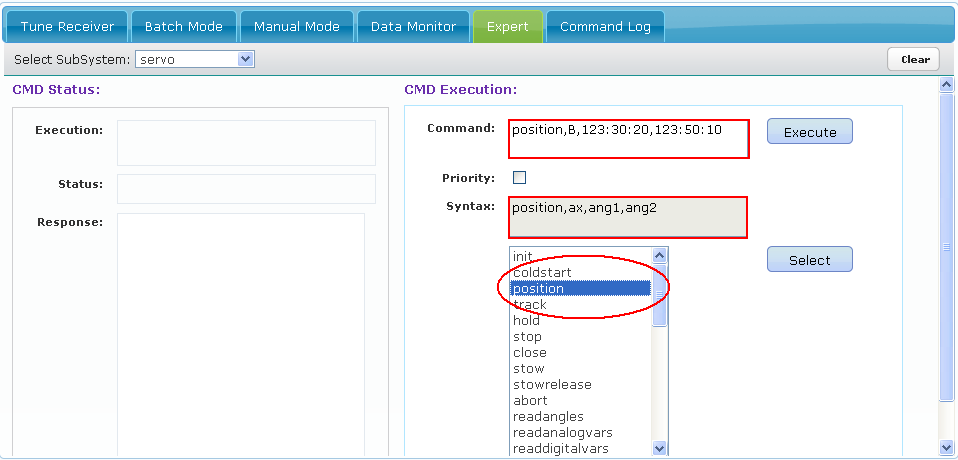 Tune Receiver Batch Mode Manual Mode Data Monitor Expert Command Log
Select SubSystem: servo Clear
CMD Status:
Execution:
Status:
Response:
CMD Execution:
Command: position,B,123:30:20,123:50:10 Execute
Priority:
Syntax: position,ax,ang1,ang2
init Select
coldstart
position
track
hold
stop
close
stow
stowrelease
abort
readangles
readanalogvars
readdigitalvars